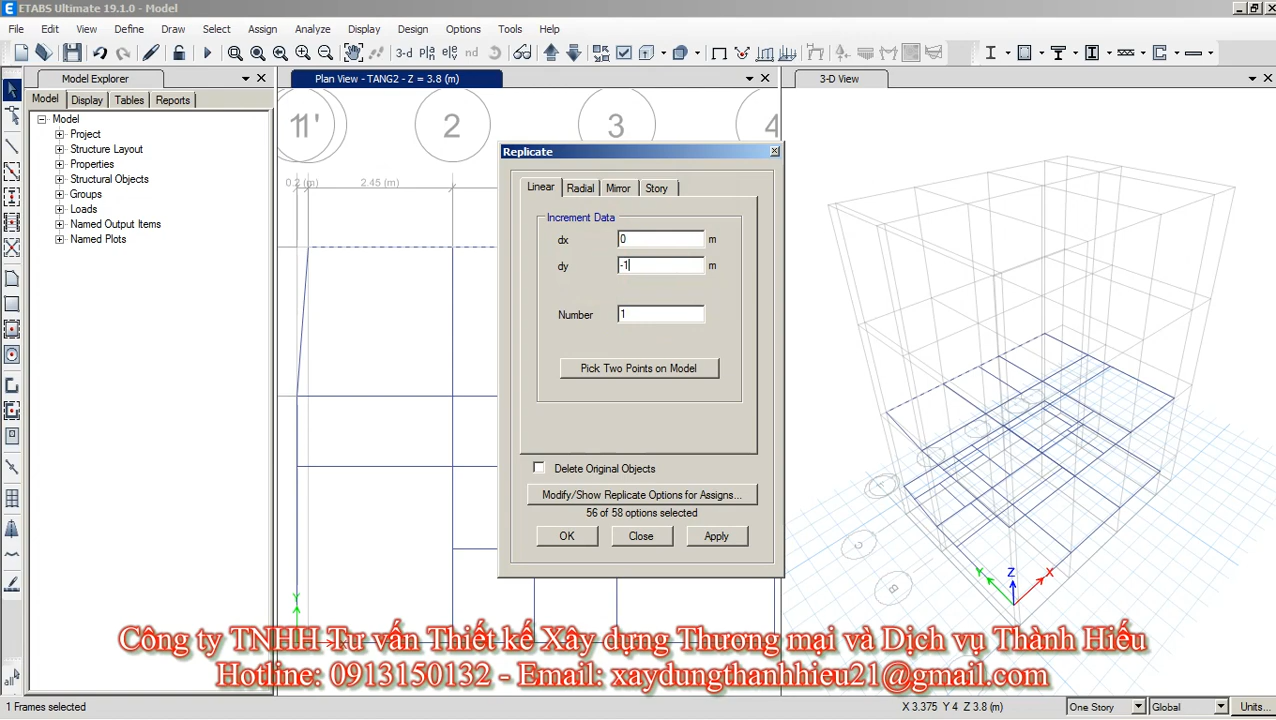 ETABS Ultimate 19.1.0 - Model
File Edit View Define Draw Select Assign Analyze Display Design Options Tools Help
3-d Pla ele nd
Model Explorer
Plan View - TANG2 - Z = 3.8 (m)
3-D View
Model Display Tables Reports
Model
Project
Structure Layout
Properties
Structural Objects
Groups
Loads
Named Output Items
Named Plots
1 1' 2 3 4
0.2 (m) 2.45 (m)
Replicate
Linear Radial Mirror Story
Increment Data
dx 0 m
dy -1 m
Number 1
Pick Two Points on Model
Delete Original Objects
Modify/Show Replicate Options for Assigns...
56 of 58 options selected
OK Close Apply
Y
Y Z X
C
B
Công ty TNHH Tư vấn Thiết kế Xây dựng Thương mại và Dịch vụ Thành Hiếu
Hotline: 0913150132 - Email: xaydungthanhhieu21@gmail.com
1 Frames selected
X 3.375 Y 4 Z 3.8 (m)
One Story
Global
Units...